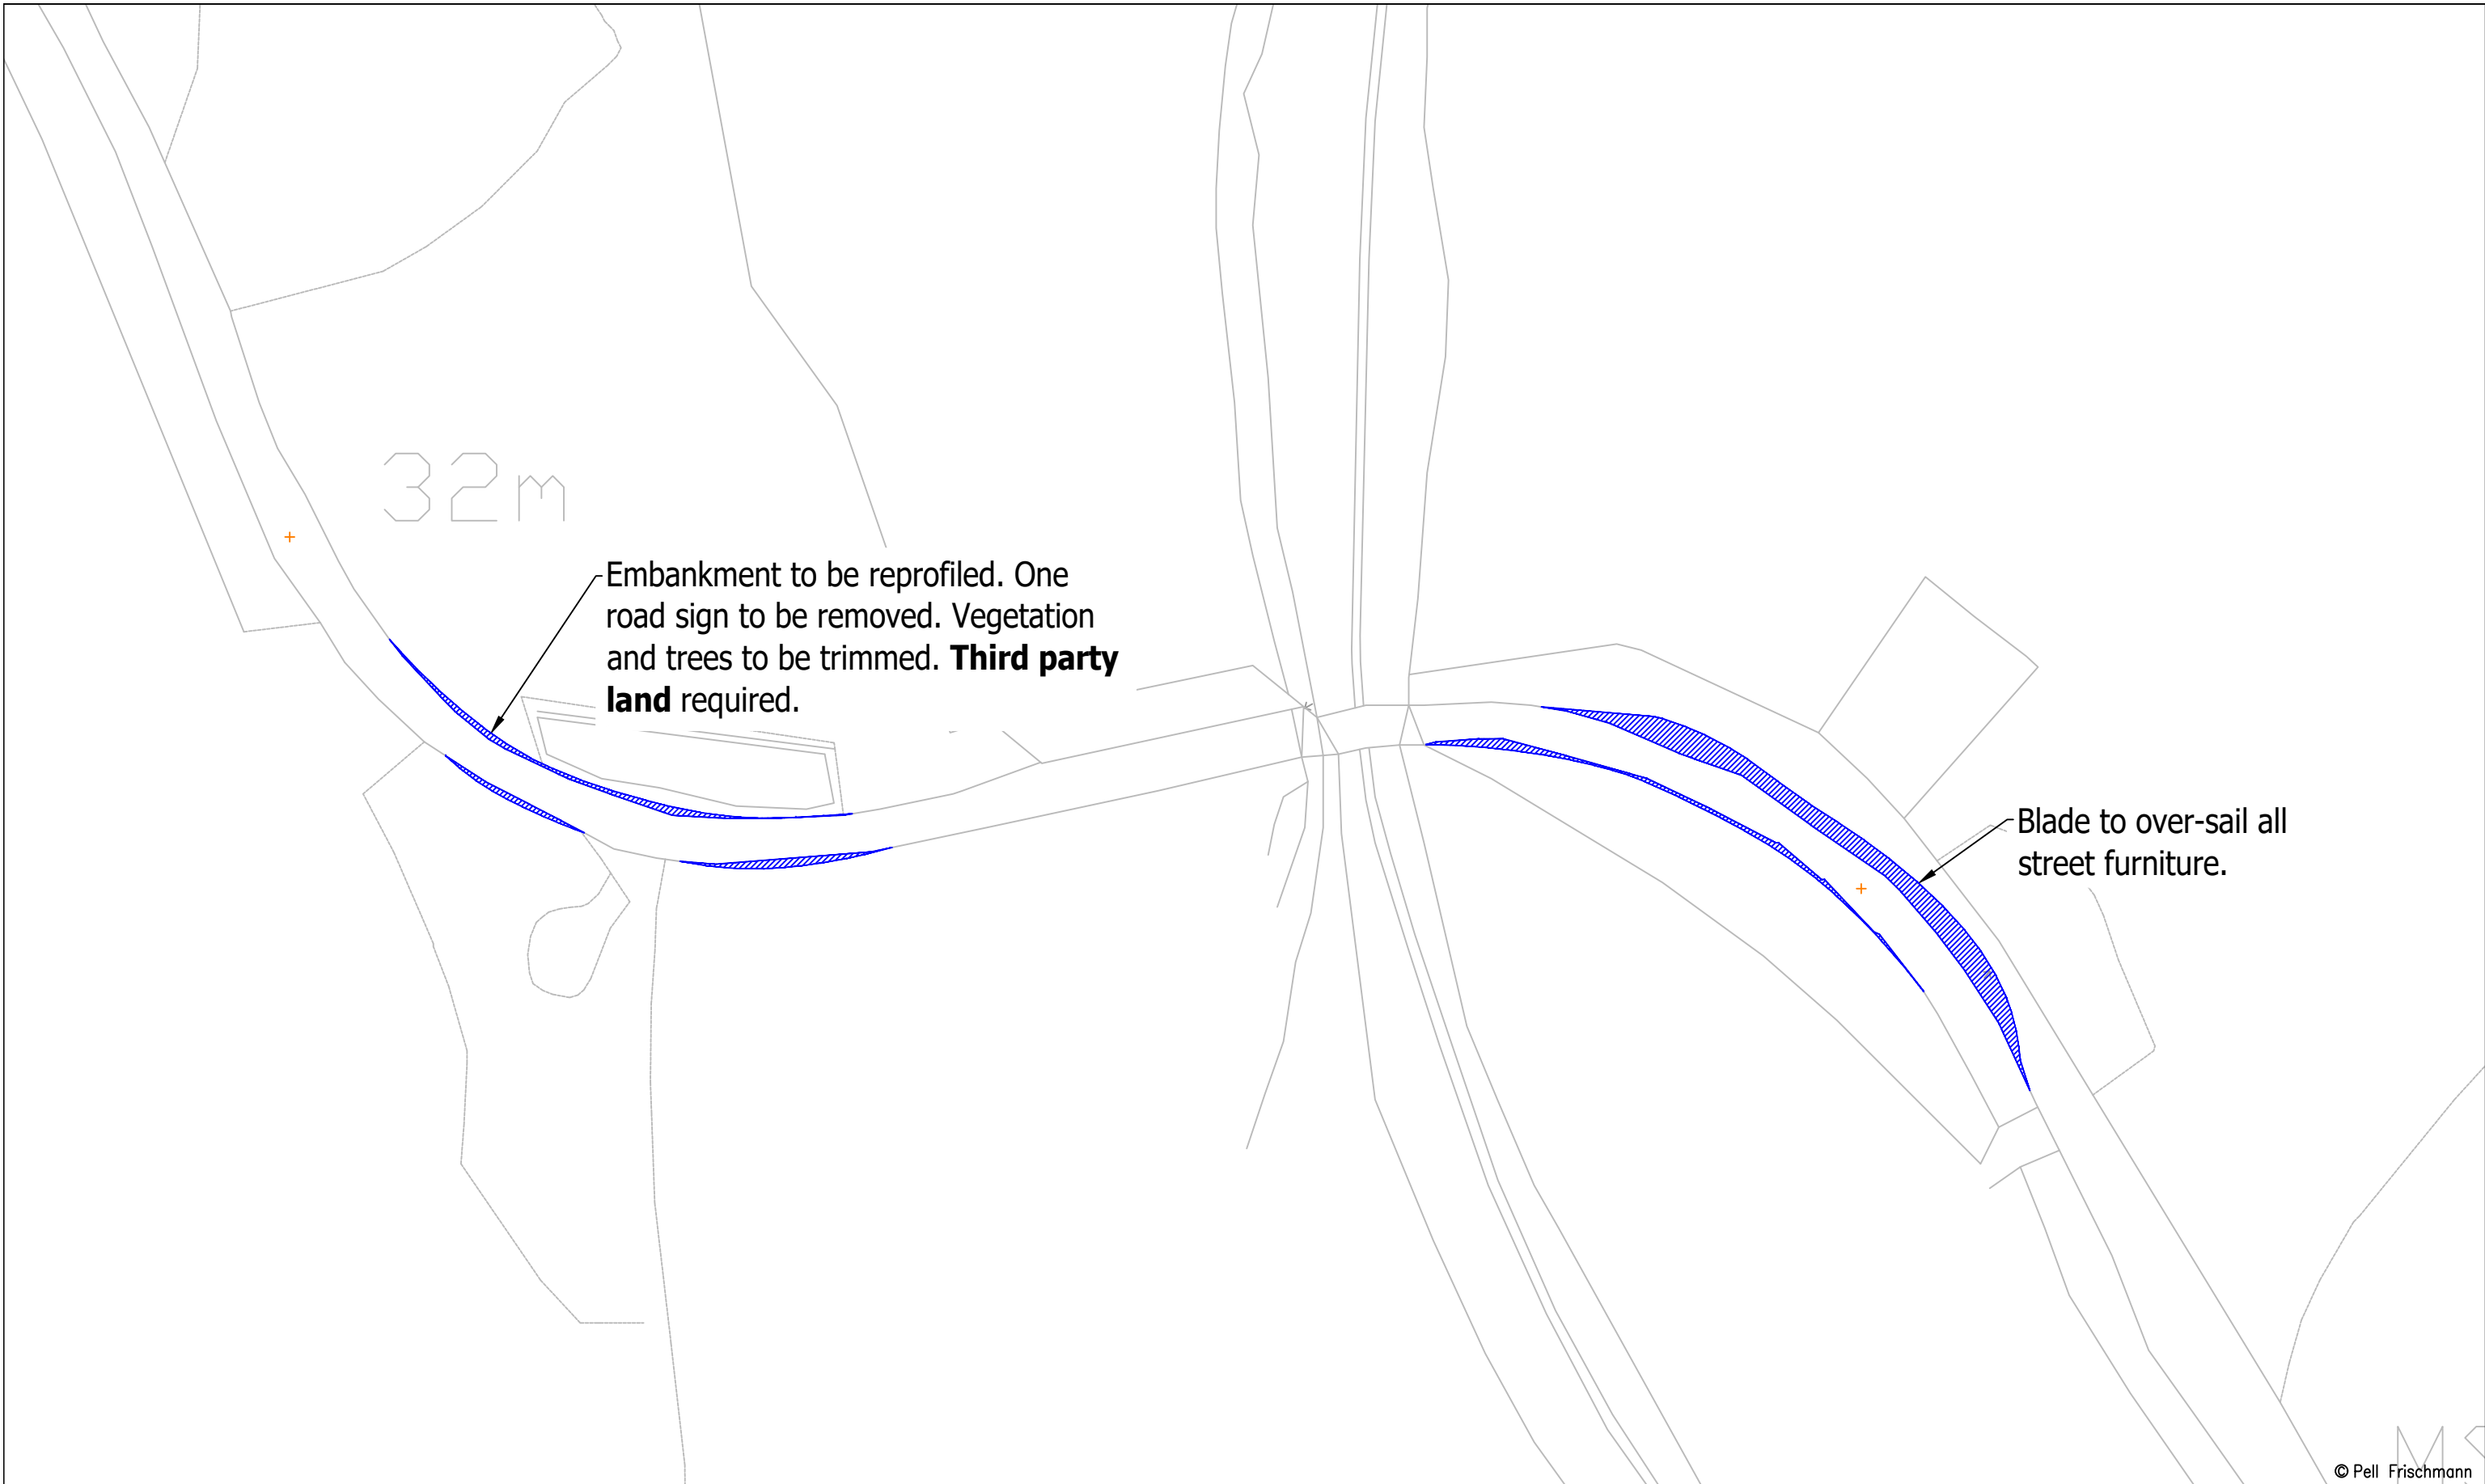 32m
Embankment to be reprofiled. One
road sign to be removed. Vegetation
and trees to be trimmed. Third party
land required.
Blade to over-sail all
street furniture.
© Pell Frischmann